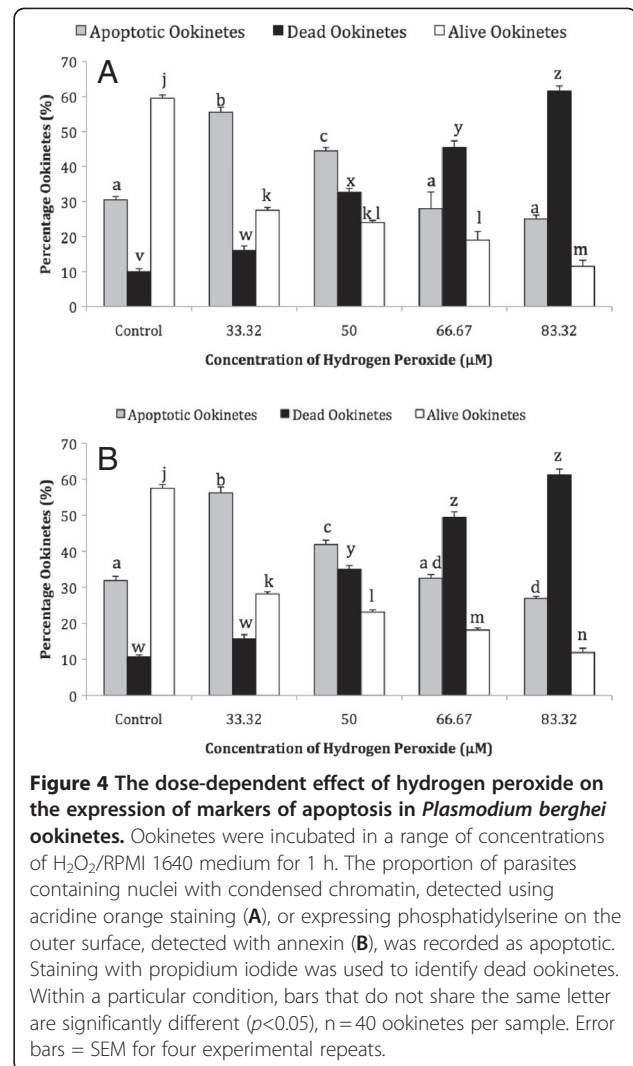 Apoptotic Ookinetes Dead Ookinetes Alive Ookinetes
A
Percentage Ookinetes (%)
70
60
50
40
30
20
10
0
a v j
b w k
c x k l
a y l
a z m
Control 33.32 50 66.67 83.32
Concentration of Hydrogen Peroxide (μM)
Apoptotic Ookinetes Dead Ookinetes Alive Ookinetes
B
Percentage Ookinetes (%)
70
60
50
40
30
20
10
0
a w j
b w k
c y l
a d z m
d z n
Control 33.32 50 66.67 83.32
Concentration of Hydrogen Peroxide (μM)
Figure 4 The dose-dependent effect of hydrogen peroxide on
the expression of markers of apoptosis in Plasmodium berghei
ookinetes. Ookinetes were incubated in a range of concentrations
of H₂O₂/RPMI 1640 medium for 1 h. The proportion of parasites
containing nuclei with condensed chromatin, detected using
acridine orange staining (A), or expressing phosphatidylserine on the
outer surface, detected with annexin (B), was recorded as apoptotic.
Staining with propidium iodide was used to identify dead ookinetes.
Within a particular condition, bars that do not share the same letter
are significantly different (p<0.05), n = 40 ookinetes per sample. Error
bars = SEM for four experimental repeats.